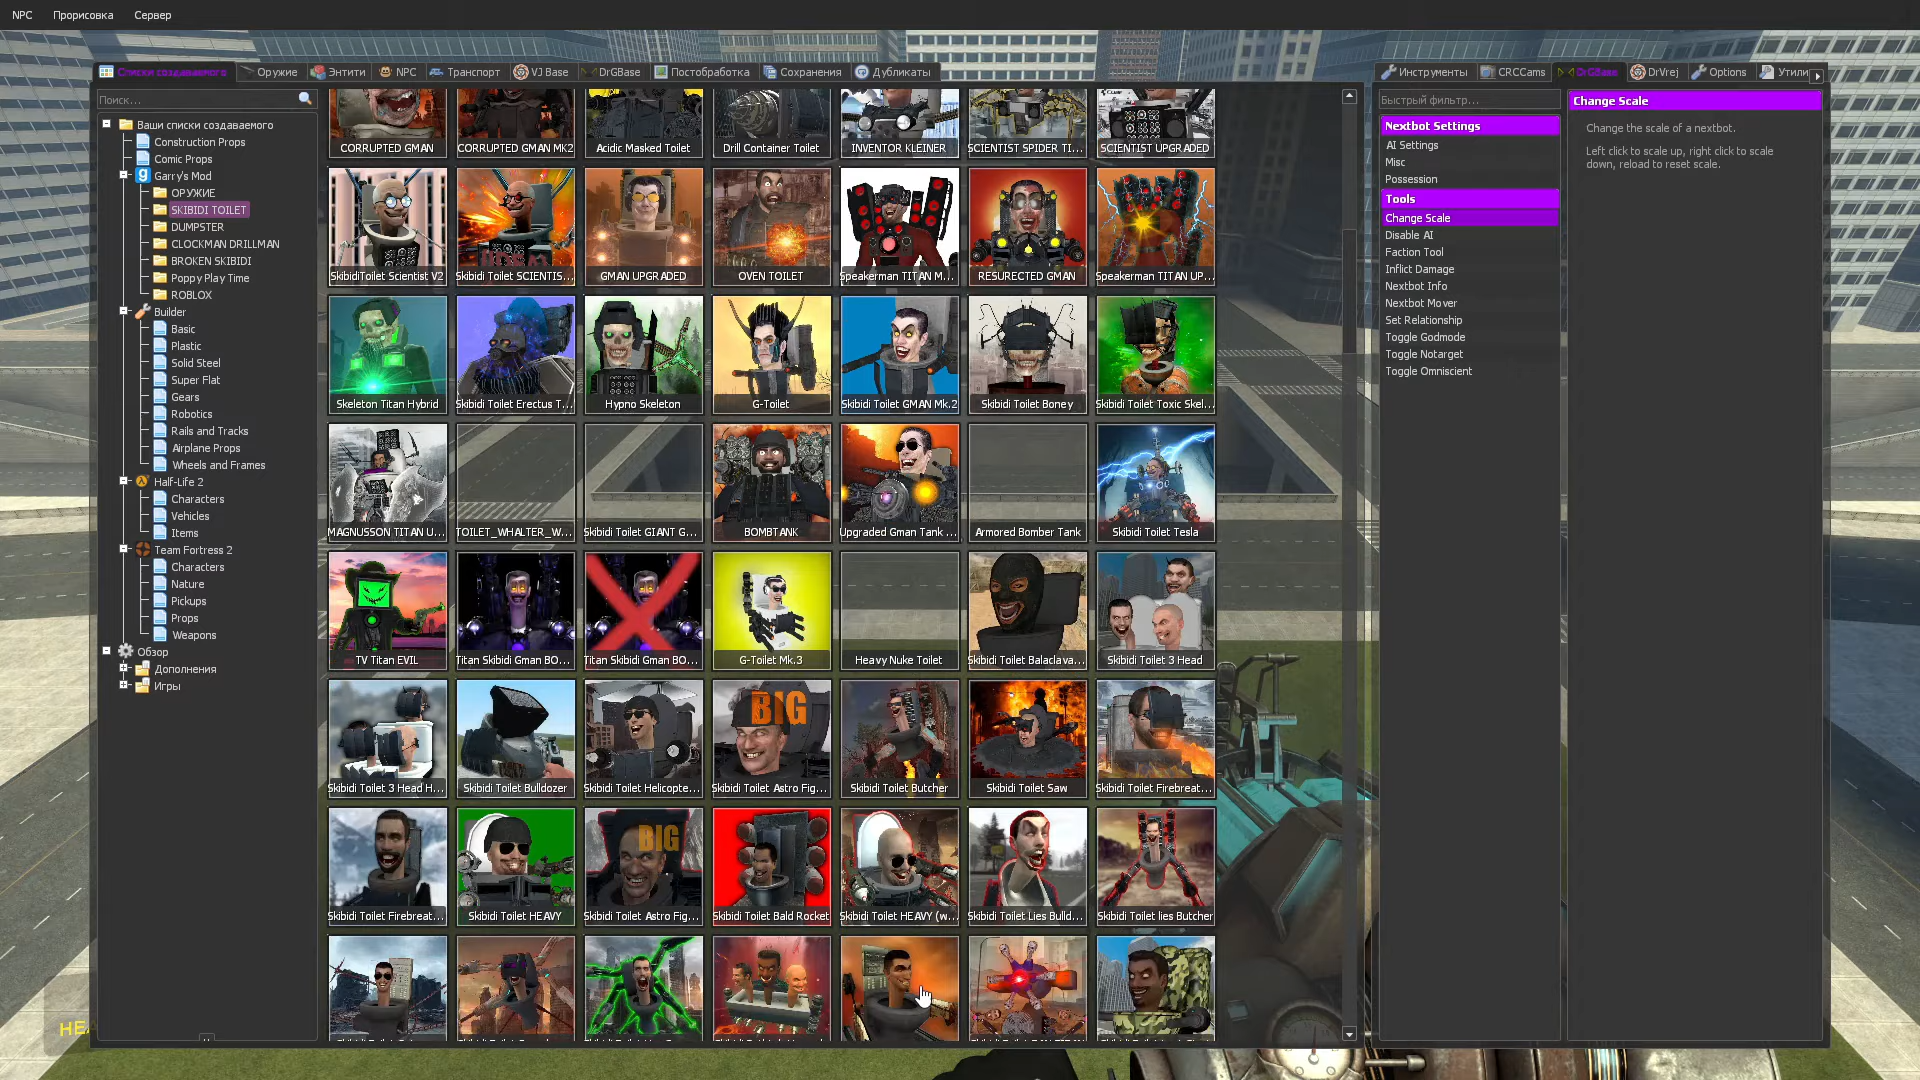 NPC Прорисовка Сервер
Списки создаваемого Оружие Энтити NPC Транспорт VJ Base DrGBase Постобработка Сохранения Дубликаты
Инструменты CRCCams DrGBase DrVrej Options Утили
Поиск...
Ваши списки создаваемого
Construction Props
Comic Props
Garry's Mod
ОРУЖИЕ
SKIBIDI TOILET
DUMPSTER
CLOCKMAN DRILLMAN
BROKEN SKIBIDI
Poppy Play Time
ROBLOX
Builder
Basic
Plastic
Solid Steel
Super Flat
Gears
Robotics
Rails and Tracks
Airplane Props
Wheels and Frames
Half-Life 2
Characters
Vehicles
Items
Team Fortress 2
Characters
Nature
Pickups
Props
Weapons
Обзор
Дополнения
Игры
CORRUPTED GMAN
CORRUPTED GMAN MK2
Acidic Masked Toilet
Drill Container Toilet
INVENTOR KLEINER
SCIENTIST SPIDER TI...
SCIENTIST UPGRADED
SkibidiToilet Scientist V2
Skibidi Toilet SCIENTIS...
GMAN UPGRADED
OVEN TOILET
Speakerman TITAN M...
RESURECTED GMAN
Speakerman TITAN UP...
Skeleton Titan Hybrid
Skibidi Toilet Erectus T...
Hypno Skeleton
G-Toilet
Skibidi Toilet GMAN Mk.2
Skibidi Toilet Boney
Skibidi Toilet Toxic Skel...
MAGNUSSON TITAN U...
TOILET_WHALTER_W...
Skibidi Toilet GIANT G...
BOMBTANK
Upgraded Gman Tank ...
Armored Bomber Tank
Skibidi Toilet Tesla
TV Titan EVIL
Titan Skibidi Gman BO...
Titan Skibidi Gman BO...
G-Toilet Mk.3
Heavy Nuke Toilet
Skibidi Toilet Balaclava...
Skibidi Toilet 3 Head
Skibidi Toilet 3 Head H...
Skibidi Toilet Bulldozer
Skibidi Toilet Helicopte...
BIG
Skibidi Toilet Astro Fig...
Skibidi Toilet Butcher
Skibidi Toilet Saw
Skibidi Toilet Firebreat...
Skibidi Toilet Firebreat...
Skibidi Toilet HEAVY
BIG
Skibidi Toilet Astro Fig...
Skibidi Toilet Bald Rocket
Skibidi Toilet HEAVY (w...
Skibidi Toilet Lies Bulld...
Skibidi Toilet lies Butcher
Быстрый фильтр...
Nextbot Settings
AI Settings
Misc
Possession
Tools
Change Scale
Disable AI
Faction Tool
Inflict Damage
Nextbot Info
Nextbot Mover
Set Relationship
Toggle Godmode
Toggle Notarget
Toggle Omniscient
Change Scale
Change the scale of a nextbot.
Left click to scale up, right click to scale
down, reload to reset scale.